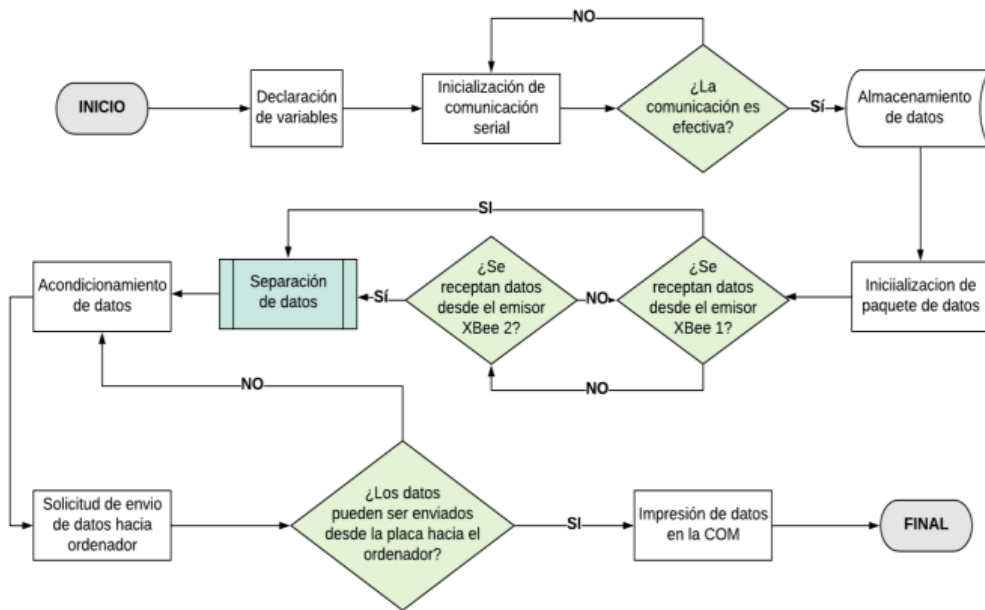 NO
INICIO
Declaración
de variables
Inicialización de
comunicación
serial
¿La
comunicación es
efectiva?
Sí
Almacenamiento
de datos
SI
Acondicionamiento
de datos
Separación
de datos
Sí
¿Se
receptan datos
desde el emisor
XBee 2?
NO
¿Se
receptan datos
desde el emisor
XBee 1?
Iniciialización de
paquete de datos
NO
NO
Solicitud de envio
de datos hacia
ordenador
¿Los datos
pueden ser enviados
desde la placa hacia el
ordenador?
SI
Impresión de datos
en la COM
FINAL